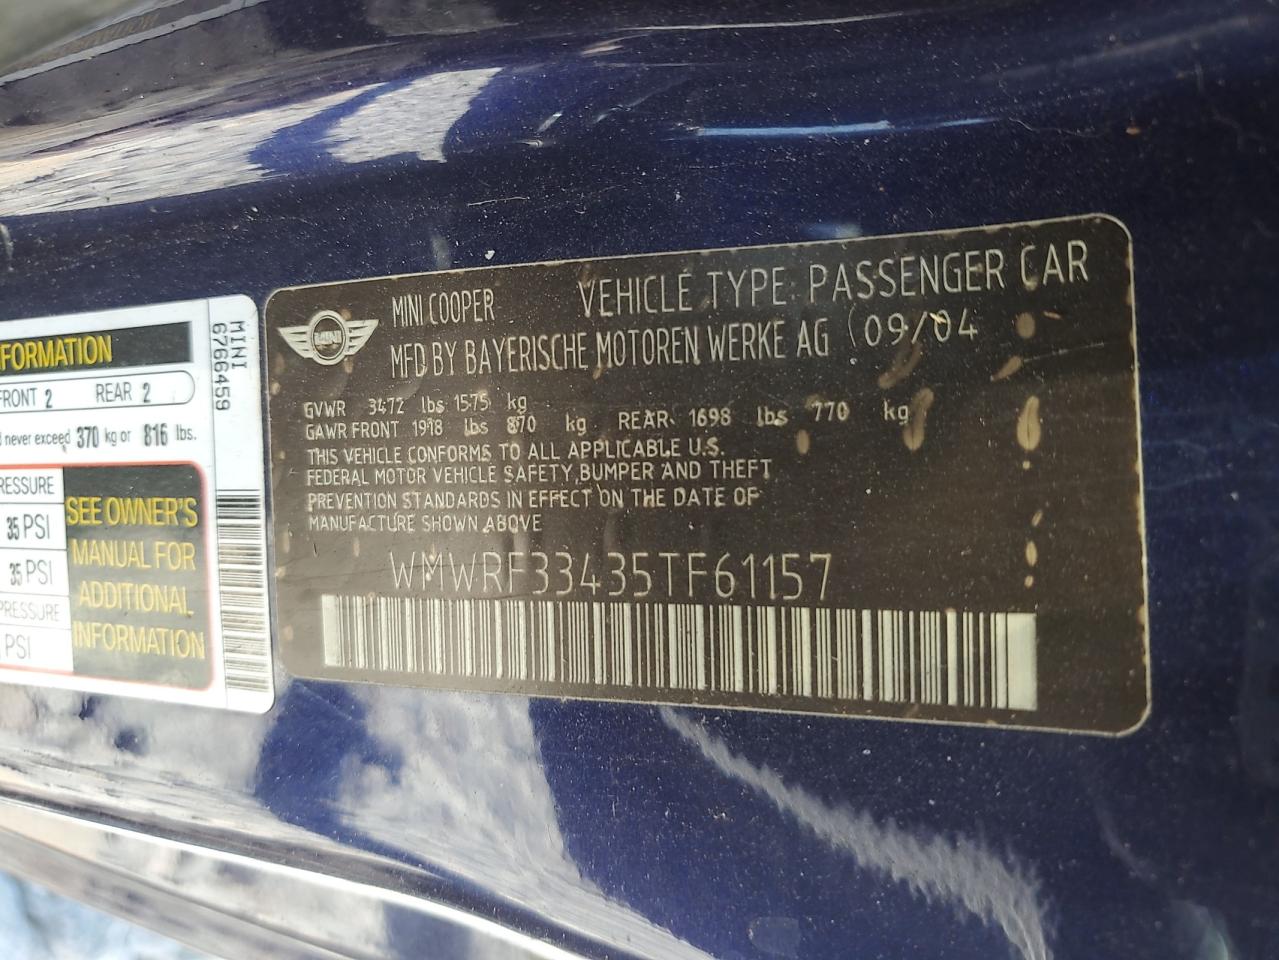 NFORMATION
FRONT 2 REAR 2
never exceed 370 kg or 816 lbs.
RESSURE
35 PSI
35 PSI
PRESSURE
PSI
SEE OWNER'S
MANUAL FOR
ADDITIONAL
INFORMATION
MINI
6766459
MINI
MINI COOPER VEHICLE TYPE: PASSENGER CAR
MFD BY BAYERISCHE MOTOREN WERKE AG (09/04
GVWR 3472 lbs 1575 kg
GAWR FRONT 1918 lbs 870 kg REAR 1698 lbs 770 kg
THIS VEHICLE CONFORMS TO ALL APPLICABLE U.S.
FEDERAL MOTOR VEHICLE SAFETY, BUMPER AND THEFT
PREVENTION STANDARDS IN EFFECT ON THE DATE OF
MANUFACTURE SHOWN ABOVE
WMWRF33435TF61157